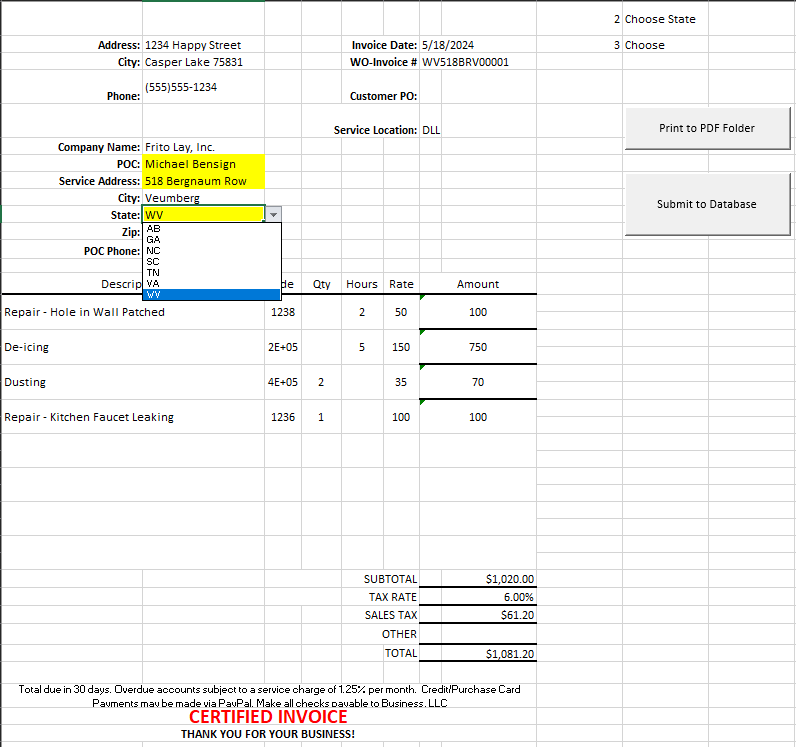 2 Choose State
Address: 1234 Happy Street Invoice Date: 5/18/2024 3 Choose
City: Casper Lake 75831 WO-Invoice # WV518BRV00001
Phone: (555)555-1234 Customer PO:
Print to PDF Folder
Service Location: DLL
Company Name: Frito Lay, Inc.
POC: Michael Bensign
Service Address: 518 Bergnaum Row
City: Veumberg
Submit to Database
State: WV
AB
Zip:
GA
NC
POC Phone:
SC
TN
VA
WV
Descrip de Qty Hours Rate Amount
Repair - Hole in Wall Patched 1238 2 50 100
De-icing 2E+05 5 150 750
Dusting 4E+05 2 35 70
Repair - Kitchen Faucet Leaking 1236 1 100 100
SUBTOTAL $1,020.00
TAX RATE 6.00%
SALES TAX $61.20
OTHER
TOTAL $1,081.20
Total due in 30 days. Overdue accounts subject to a service charge of 1.25% per month. Credit/Purchase Card
Payments may be made via PayPal. Make all checks payable to Business, LLC
CERTIFIED INVOICE
THANK YOU FOR YOUR BUSINESS!